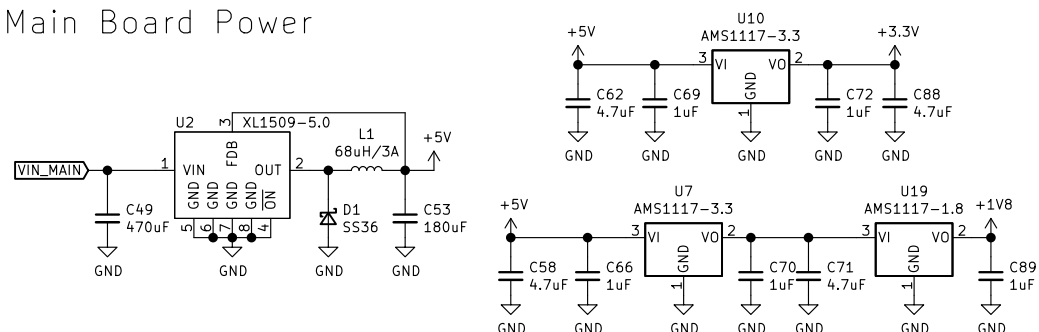 Main Board Power
U2
XL1509-5.0
3
FDB
1
VIN
OUT
2
GND
GND
GND
GND
ON
5
6
7
8
4
VIN_MAIN
C49
470uF
GND
GND
L1
68uH/3A
+5V
D1
SS36
GND
C53
180uF
GND
U10
AMS1117-3.3
+5V
3
VI
VO
2
GND
1
+3.3V
C62
4.7uF
C69
1uF
C72
1uF
C88
4.7uF
GND
GND
GND
GND
GND
U7
AMS1117-3.3
+5V
3
VI
VO
2
GND
1
C58
4.7uF
C66
1uF
C70
1uF
C71
4.7uF
U19
AMS1117-1.8
3
VI
VO
2
GND
1
+1V8
C89
1uF
GND
GND
GND
GND
GND
GND
GND